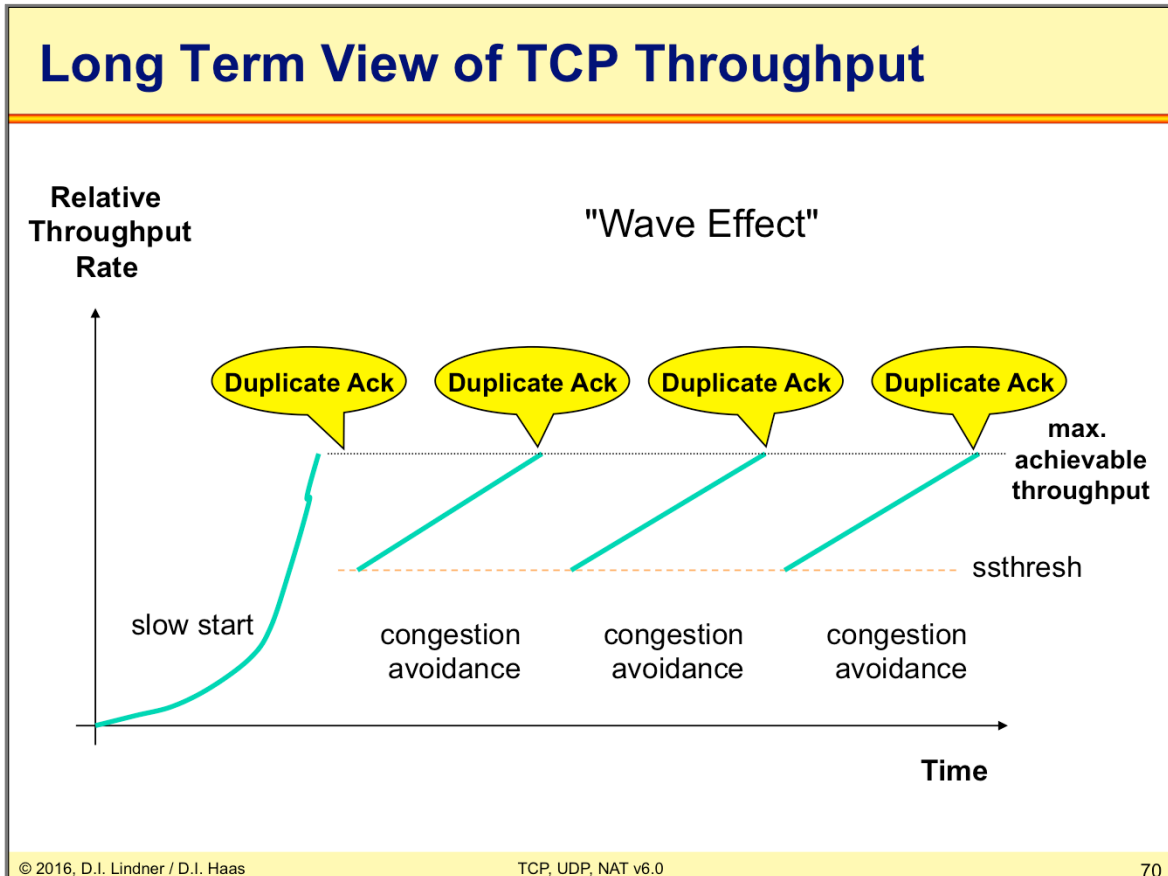 Long Term View of TCP Throughput
Relative
Throughput
Rate
"Wave Effect"
Duplicate Ack
Duplicate Ack
Duplicate Ack
Duplicate Ack
max.
achievable
throughput
ssthresh
slow start
congestion
avoidance
congestion
avoidance
congestion
avoidance
Time
© 2016, D.I. Lindner / D.I. Haas
TCP, UDP, NAT v6.0
70